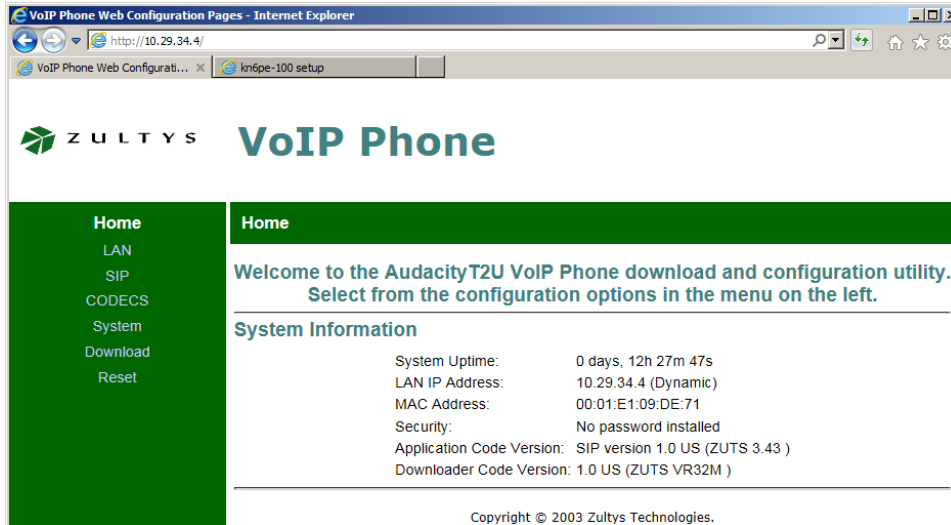 VoIP Phone Web Configuration Pages - Internet Explorer
http://10.29.34.4/
VoIP Phone Web Configurati...
kn6pe-100 setup
ZULTYS
VoIP Phone
Home
LAN
SIP
CODECS
System
Download
Reset
Home
Welcome to the AudacityT2U VoIP Phone download and configuration utility.
Select from the configuration options in the menu on the left.
System Information
System Uptime: 0 days, 12h 27m 47s
LAN IP Address: 10.29.34.4 (Dynamic)
MAC Address: 00:01:E1:09:DE:71
Security: No password installed
Application Code Version: SIP version 1.0 US (ZUTS 3.43 )
Downloader Code Version: 1.0 US (ZUTS VR32M )
Copyright © 2003 Zultys Technologies.